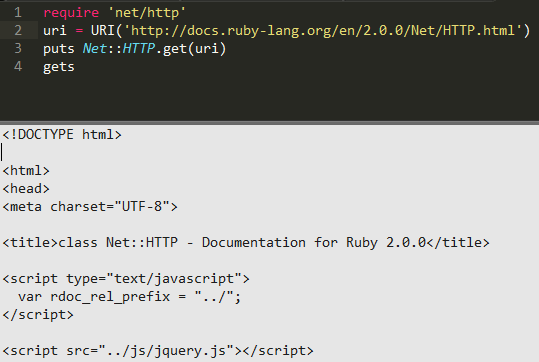 1 require 'net/http'
2 uri = URI('http://docs.ruby-lang.org/en/2.0.0/Net/HTTP.html')
3 puts Net::HTTP.get(uri)
4 gets
<!DOCTYPE html>
<html>
<head>
<meta charset="UTF-8">
<title>class Net::HTTP - Documentation for Ruby 2.0.0</title>
<script type="text/javascript">
var rdoc_rel_prefix = "../";
</script>
<script src="../js/jquery.js"></script>